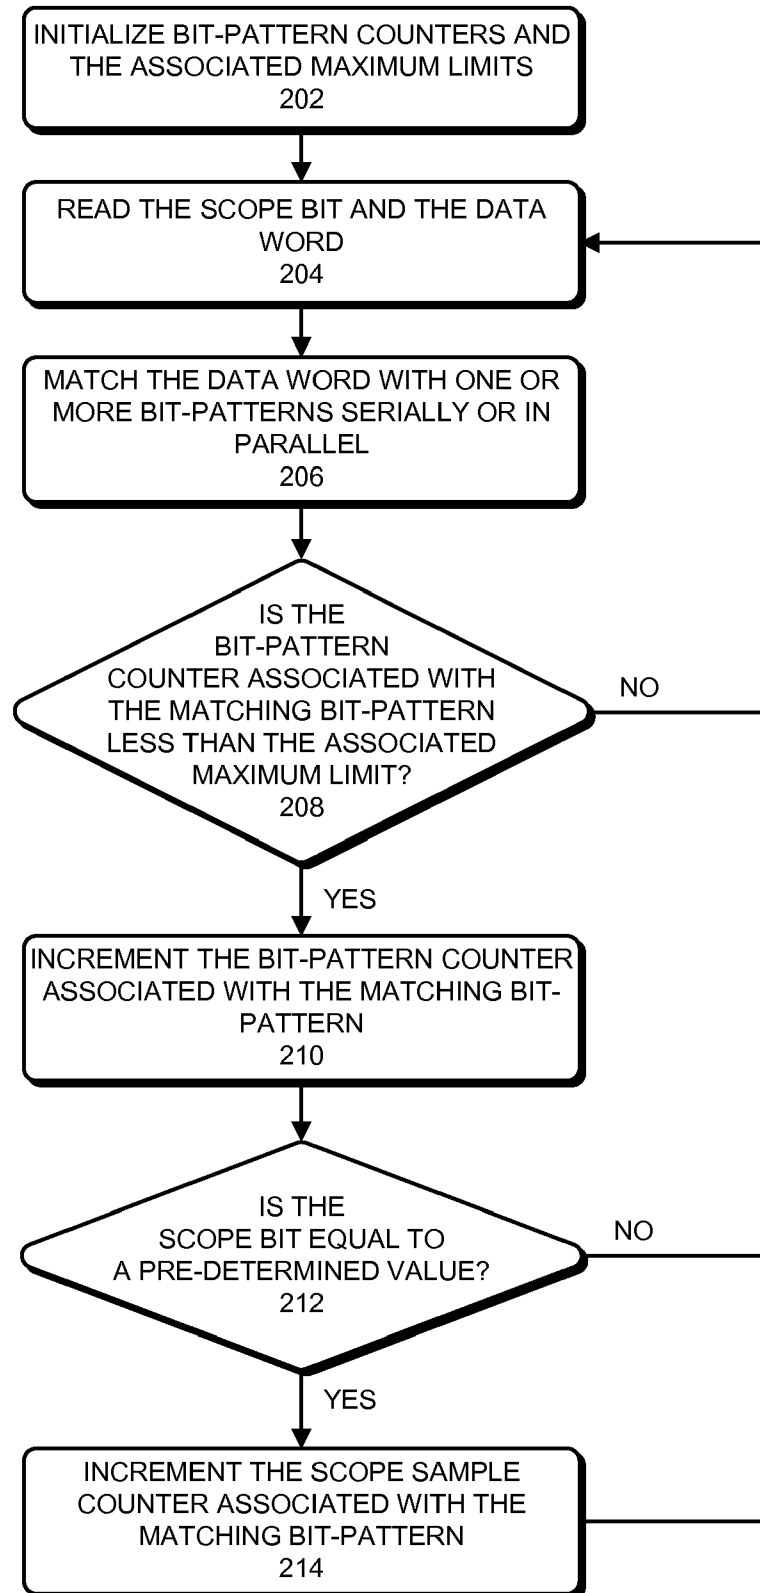 INITIALIZE BIT-PATTERN COUNTERS AND
THE ASSOCIATED MAXIMUM LIMITS
202
READ THE SCOPE BIT AND THE DATA
WORD
204
MATCH THE DATA WORD WITH ONE OR
MORE BIT-PATTERNS SERIALLY OR IN
PARALLEL
206
IS THE
BIT-PATTERN
COUNTER ASSOCIATED WITH
THE MATCHING BIT-PATTERN
LESS THAN THE ASSOCIATED
MAXIMUM LIMIT?
208
NO
YES
INCREMENT THE BIT-PATTERN COUNTER
ASSOCIATED WITH THE MATCHING BIT-
PATTERN
210
IS THE
SCOPE BIT EQUAL TO
A PRE-DETERMINED VALUE?
212
NO
YES
INCREMENT THE SCOPE SAMPLE
COUNTER ASSOCIATED WITH THE
MATCHING BIT-PATTERN
214